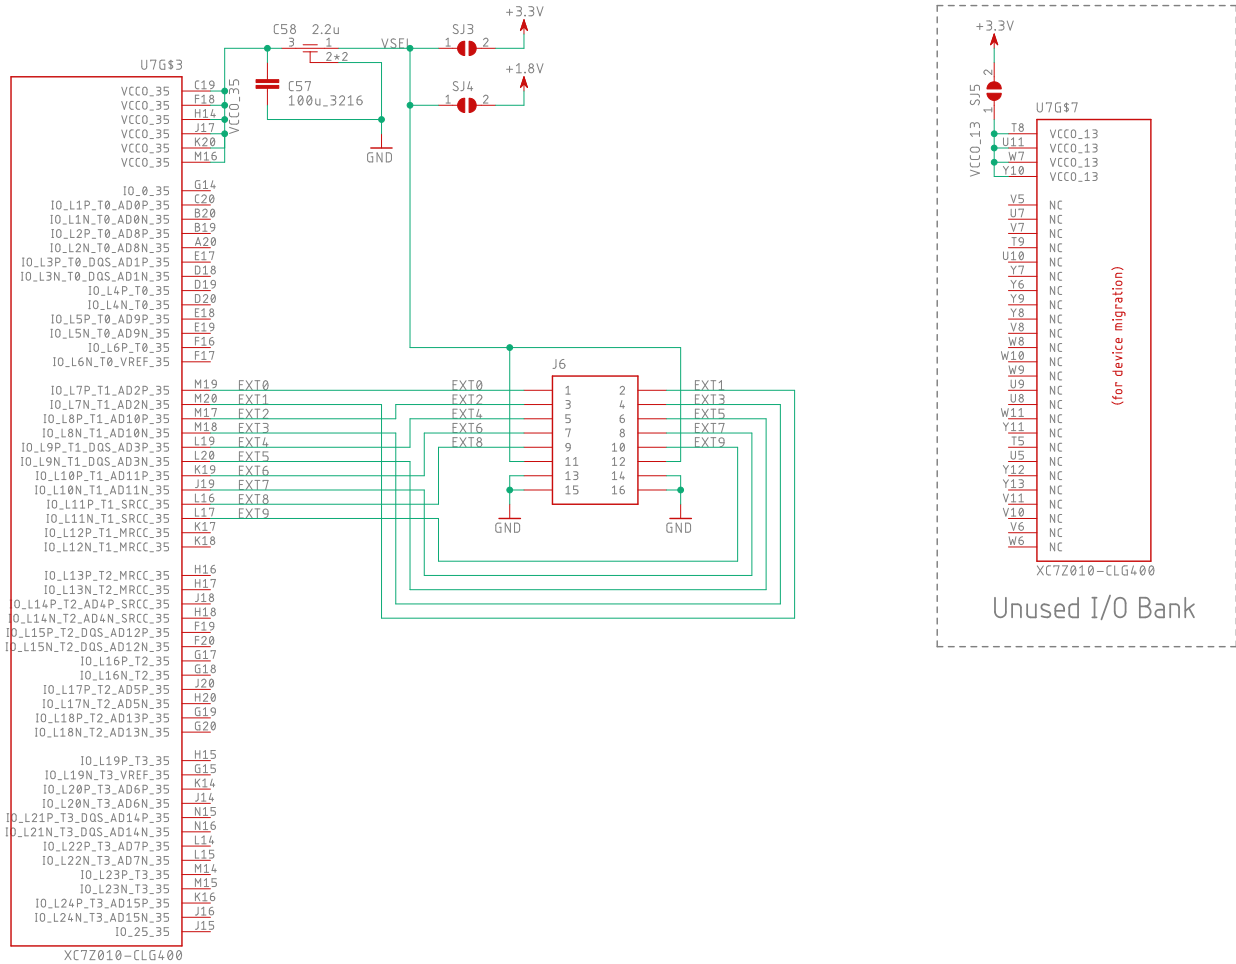 C58 2.2u
3 1
2*2
VSEL
SJ3
1 2
+3.3V
SJ4
1 2
+1.8V
C57
100u_3216
GND
U7G$3
VCCO_35
VCCO_35 C19
VCCO_35 F18
VCCO_35 H14
VCCO_35 J17
VCCO_35 K20
VCCO_35 M16
IO_0_35 G14
IO_L1P_T0_AD0P_35 C20
IO_L1N_T0_AD0N_35 B20
IO_L2P_T0_AD8P_35 B19
IO_L2N_T0_AD8N_35 A20
IO_L3P_T0_DQS_AD1P_35 E17
IO_L3N_T0_DQS_AD1N_35 D18
IO_L4P_T0_35 D19
IO_L4N_T0_35 D20
IO_L5P_T0_AD9P_35 E18
IO_L5N_T0_AD9N_35 E19
IO_L6P_T0_35 F16
IO_L6N_T0_VREF_35 F17
IO_L7P_T1_AD2P_35 M19 EXT0
IO_L7N_T1_AD2N_35 M20 EXT1
IO_L8P_T1_AD10P_35 M17 EXT2
IO_L8N_T1_AD10N_35 M18 EXT3
IO_L9P_T1_DQS_AD3P_35 L19 EXT4
IO_L9N_T1_DQS_AD3N_35 L20 EXT5
IO_L10P_T1_AD11P_35 K19 EXT6
IO_L10N_T1_AD11N_35 J19 EXT7
IO_L11P_T1_SRCC_35 L16 EXT8
IO_L11N_T1_SRCC_35 L17 EXT9
IO_L12P_T1_MRCC_35 K17
IO_L12N_T1_MRCC_35 K18
IO_L13P_T2_MRCC_35 H16
IO_L13N_T2_MRCC_35 H17
IO_L14P_T2_AD4P_SRCC_35 J18
IO_L14N_T2_AD4N_SRCC_35 H18
IO_L15P_T2_DQS_AD12P_35 F19
IO_L15N_T2_DQS_AD12N_35 F20
IO_L16P_T2_35 G17
IO_L16N_T2_35 G18
IO_L17P_T2_AD5P_35 J20
IO_L17N_T2_AD5N_35 H20
IO_L18P_T2_AD13P_35 G19
IO_L18N_T2_AD13N_35 G20
IO_L19P_T3_35 H15
IO_L19N_T3_VREF_35 G15
IO_L20P_T3_AD6P_35 K14
IO_L20N_T3_AD6N_35 J14
IO_L21P_T3_DQS_AD14P_35 N15
IO_L21N_T3_DQS_AD14N_35 N16
IO_L22P_T3_AD7P_35 L14
IO_L22N_T3_AD7N_35 L15
IO_L23P_T3_35 M14
IO_L23N_T3_35 M15
IO_L24P_T3_AD15P_35 K16
IO_L24N_T3_AD15N_35 J16
IO_25_35 J15
XC7Z010-CLG400
J6
EXT0 1 2 EXT1
EXT2 3 4 EXT3
EXT4 5 6 EXT5
EXT6 7 8 EXT7
EXT8 9 10 EXT9
11 12
13 14
15 16
GND GND
+3.3V
2
SJ5
1
VCCO_13
U7G$7
T8 VCCO_13
U11 VCCO_13
W7 VCCO_13
Y10 VCCO_13
V5 NC
U7 NC
V7 NC
T9 NC
U10 NC
Y7 NC
Y6 NC
Y9 NC
Y8 NC
V8 NC
W8 NC
W10 NC
W9 NC
U9 NC
U8 NC
W11 NC
Y11 NC
T5 NC
U5 NC
Y12 NC
Y13 NC
V11 NC
V10 NC
V6 NC
W6 NC
(for device migration)
XC7Z010-CLG400
Unused I/O Bank